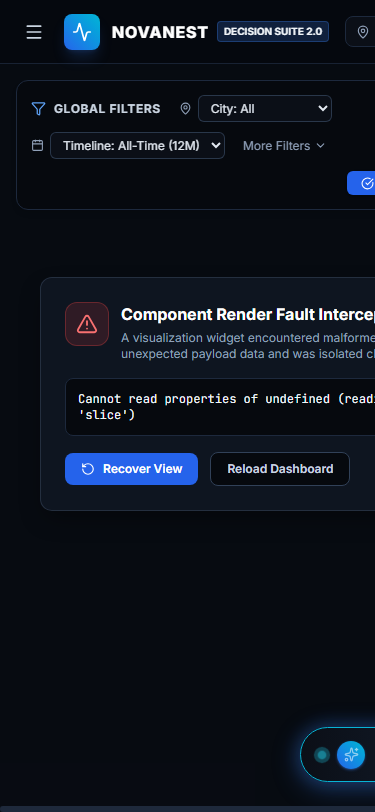 NOVANEST
DECISION SUITE 2.0
GLOBAL FILTERS
City: All
Timeline: All-Time (12M)
More Filters
Component Render Fault Interce
A visualization widget encountered malforme
unexpected payload data and was isolated cl
Cannot read properties of undefined (readi
'slice')
Recover View
Reload Dashboard